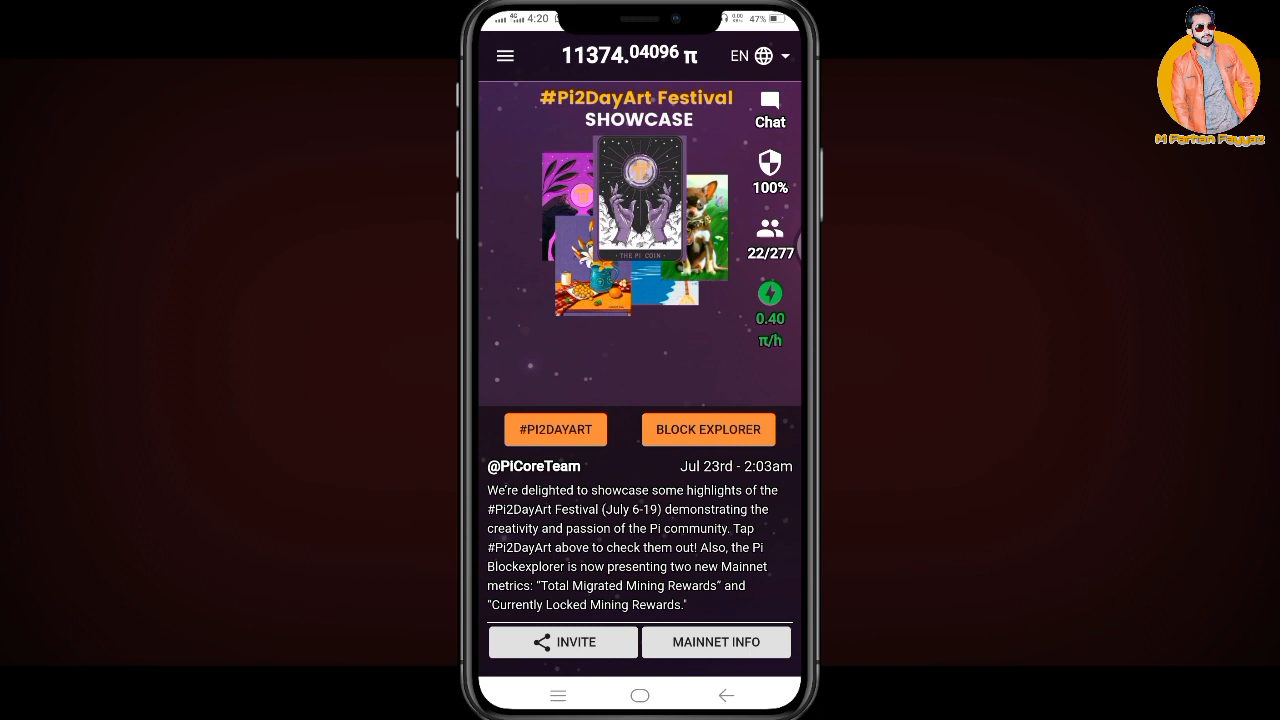 4G
4:20
0.00
KB/s
47%
11374.04096 π
EN
#Pi2DayArt Festival
SHOWCASE
Chat
100%
22/277
0.40
π/h
THE PI COIN
#PI2DAYART
BLOCK EXPLORER
@PiCoreTeam
Jul 23rd - 2:03am
We're delighted to showcase some highlights of the
#Pi2DayArt Festival (July 6-19) demonstrating the
creativity and passion of the Pi community. Tap
#Pi2DayArt above to check them out! Also, the Pi
Blockexplorer is now presenting two new Mainnet
metrics: “Total Migrated Mining Rewards” and
"Currently Locked Mining Rewards."
INVITE
MAINNET INFO
M Farhan Fayyaz